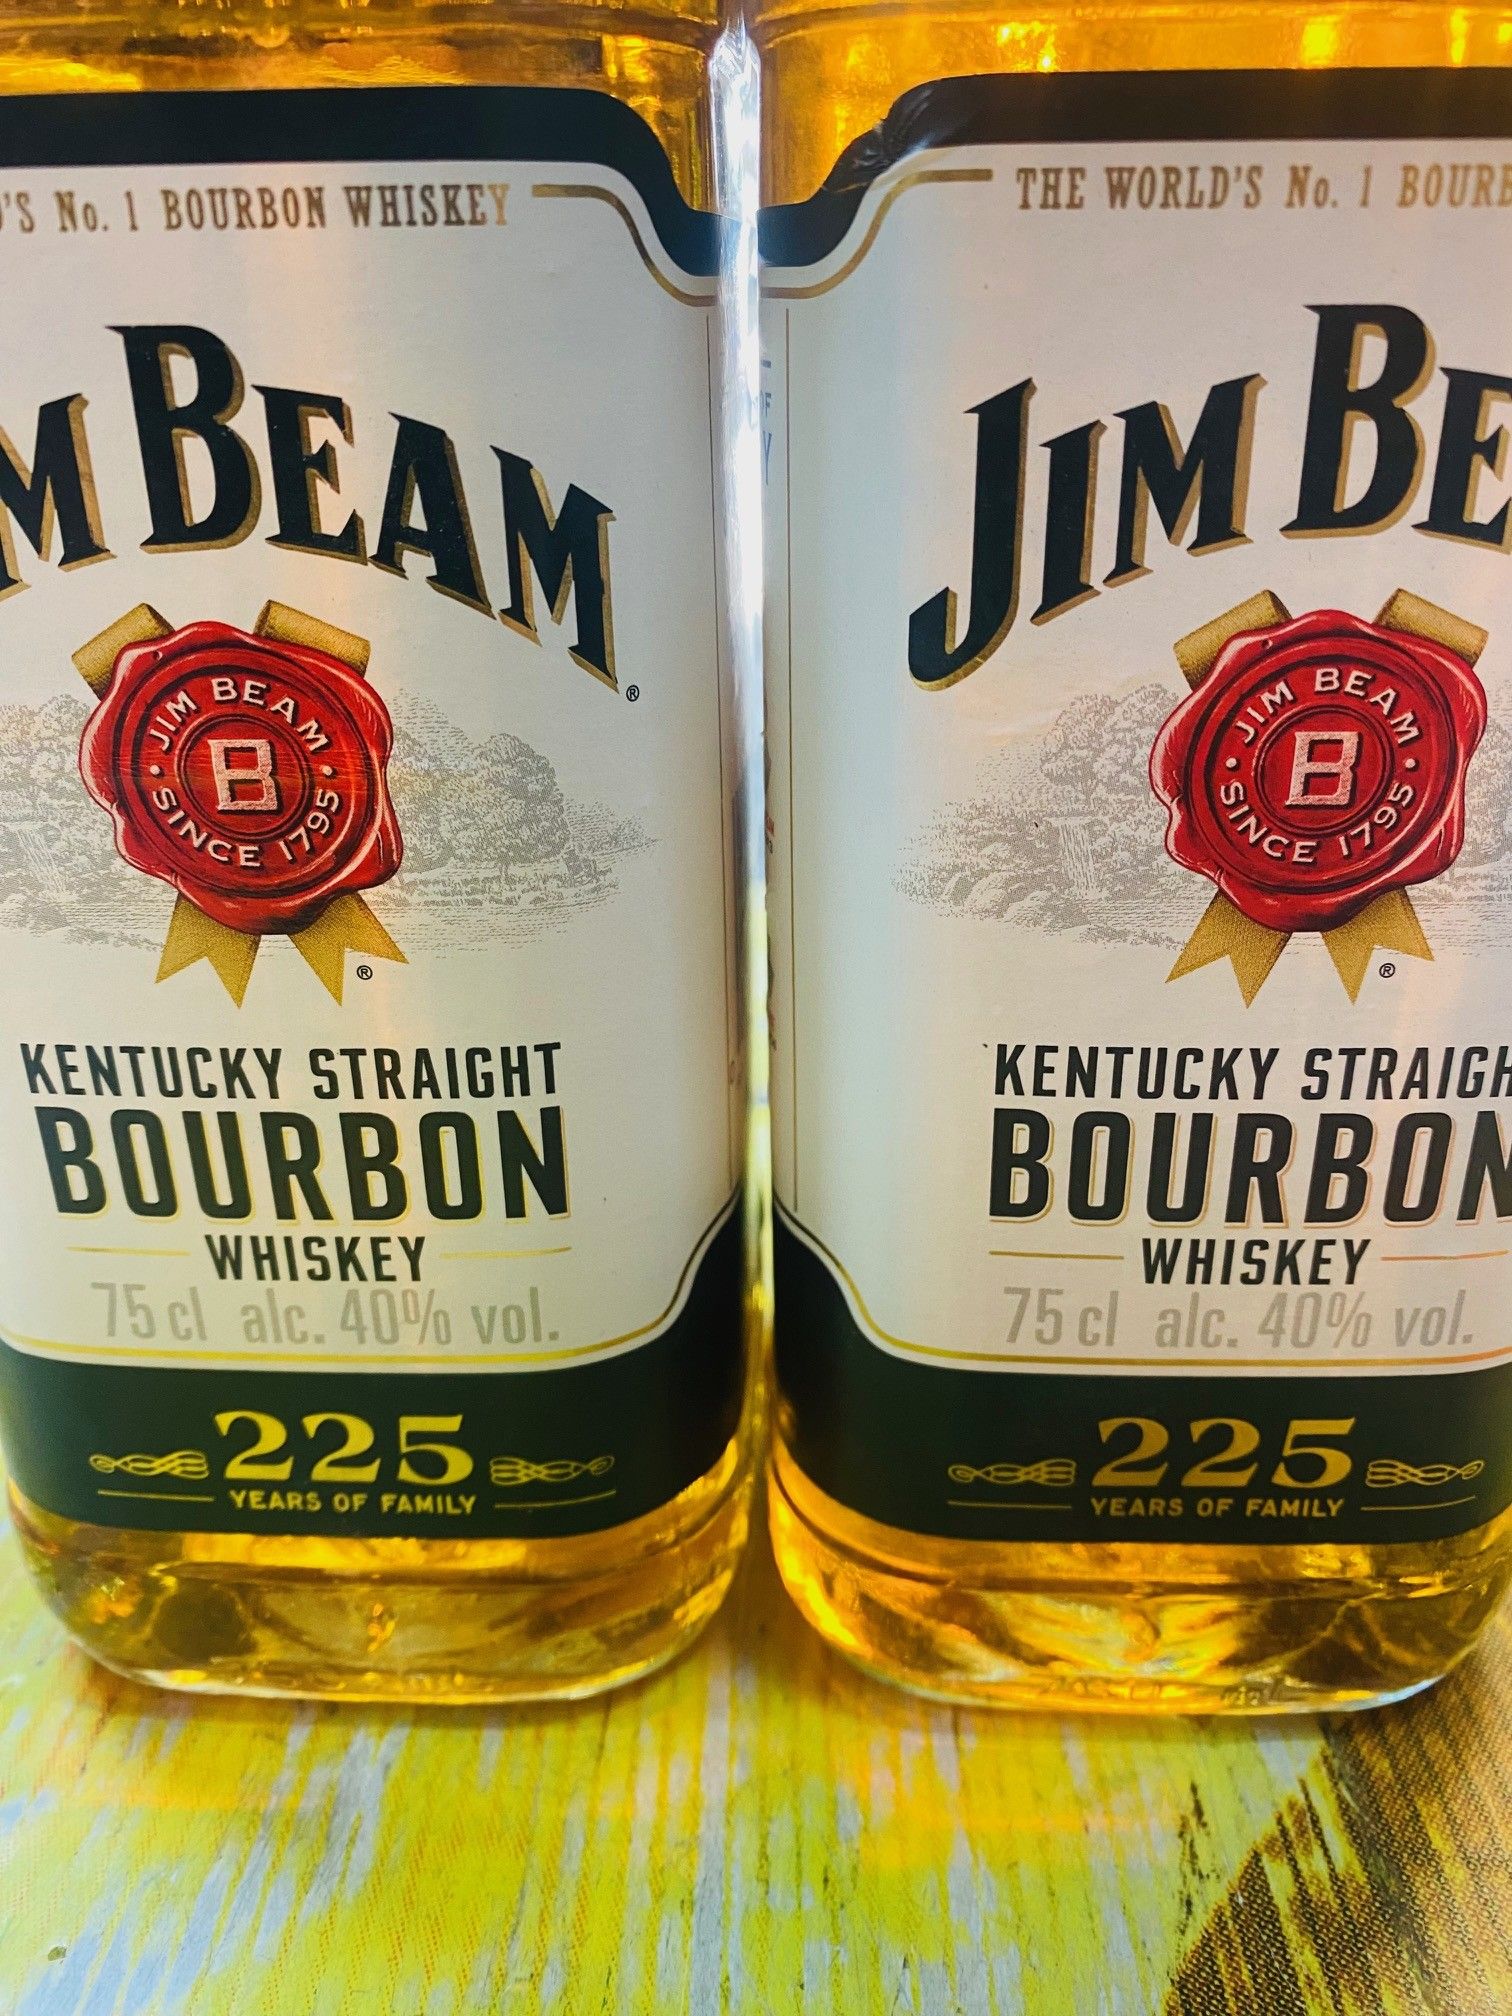 'S No. 1 BOURBON WHISKEY
M BEAM
®
JIM BEAM
B
SINCE 1795
®
KENTUCKY STRAIGHT
BOURBON
WHISKEY
75 cl alc. 40% vol.
225
YEARS OF FAMILY
THE WORLD'S No. 1 BOURB
JIM BE
JIM BEAM
B
SINCE 1795
®
KENTUCKY STRAIGH
BOURBON
WHISKEY
75 cl alc. 40% vol.
225
YEARS OF FAMILY